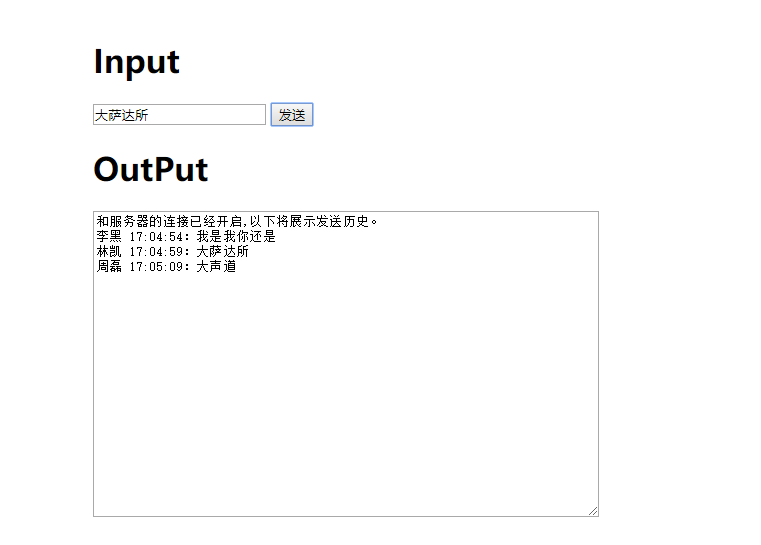 Input
大萨达所 发送
OutPut
和服务器的连接已经开启,以下将展示发送历史。
李黑 17:04:54: 我是我你还是
林凯 17:04:59: 大萨达所
周磊 17:05:09: 大声道